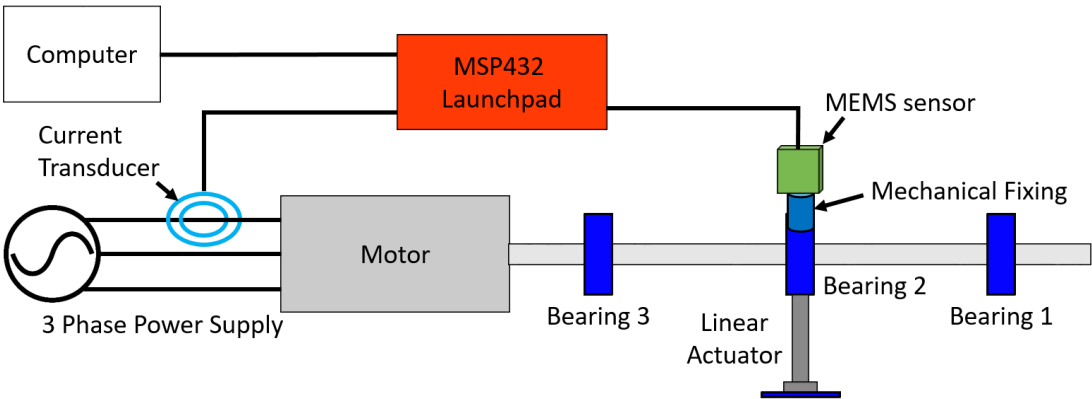 Computer
MSP432
Launchpad
MEMS sensor
Current
Transducer
Mechanical Fixing
Motor
Bearing 2
3 Phase Power Supply
Bearing 3
Linear
Actuator
Bearing 1